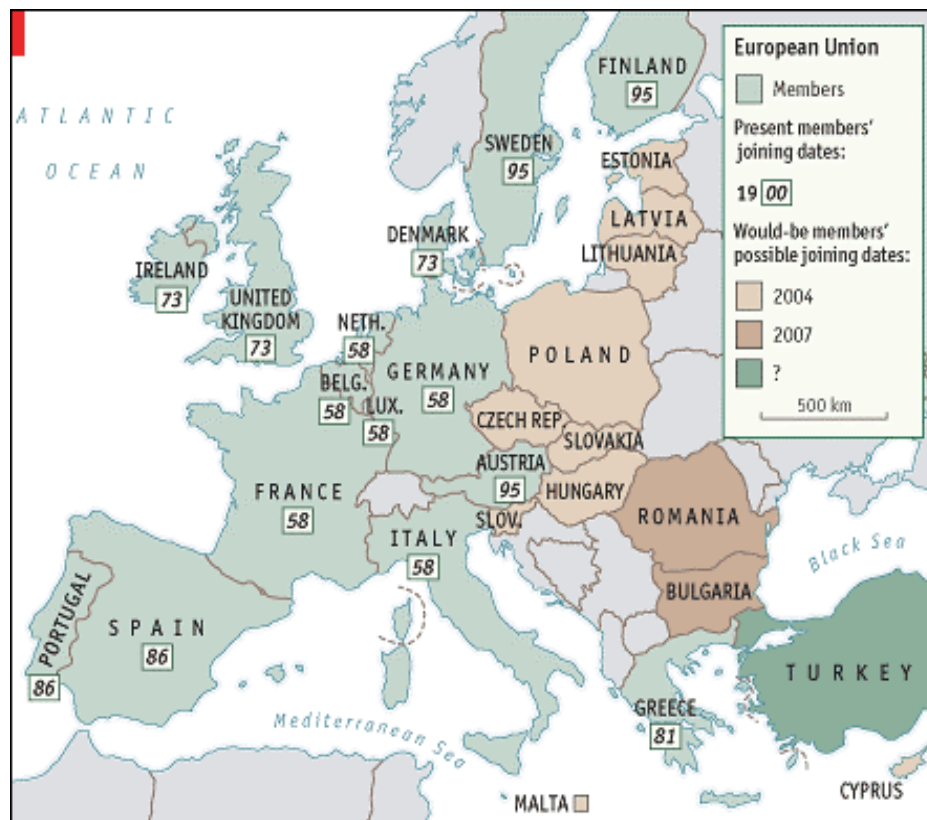 ATLANTIC
OCEAN
FINLAND
95
SWEDEN
95
ESTONIA
LATVIA
LITHUANIA
DENMARK
73
IRELAND
73
UNITED
KINGDOM
73
NETH.
58
BELG.
58
LUX.
58
GERMANY
58
POLAND
CZECH REP
SLOVAKIA
AUSTRIA
95
HUNGARY
SLOV.
FRANCE
58
ITALY
58
ROMANIA
BULGARIA
Black Sea
PORTUGAL
86
SPAIN
86
TURKEY
GREECE
81
Mediterranean Sea
MALTA
CYPRUS
European Union
Members
Present members'
joining dates:
19 00
Would-be members'
possible joining dates:
2004
2007
?
500 km